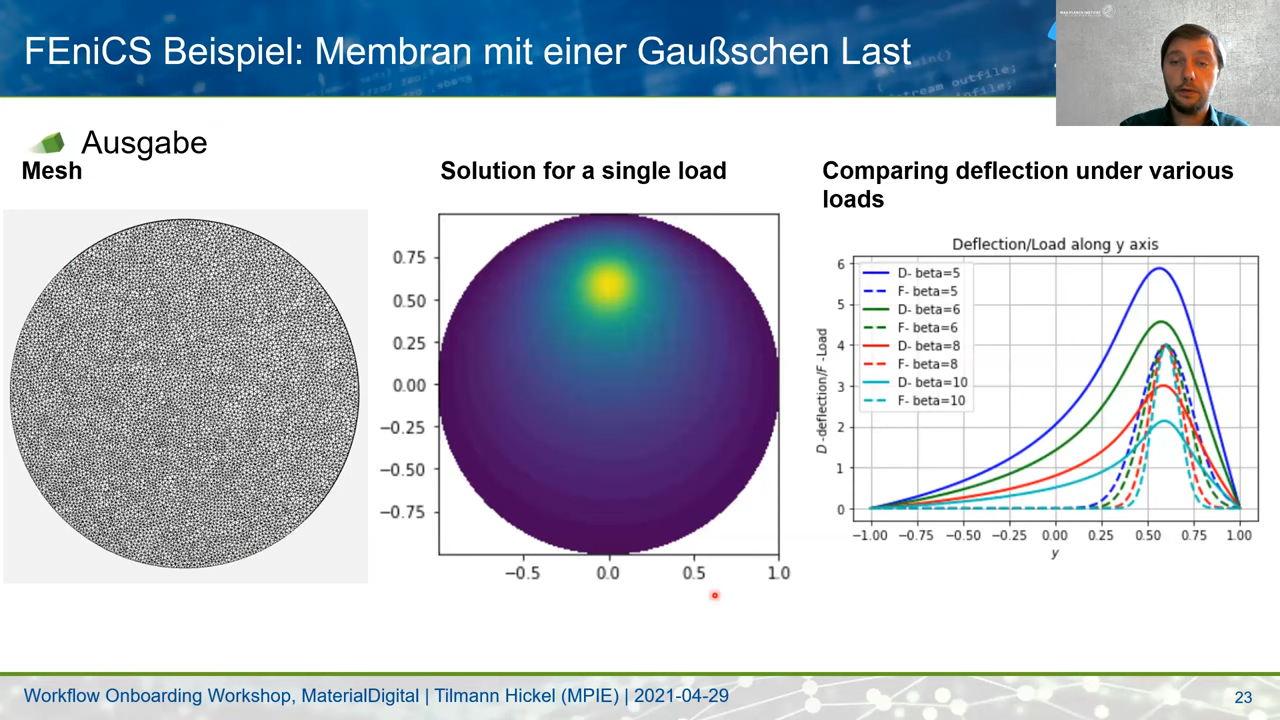 FEniCS Beispiel: Membran mit einer Gaußschen Last
Ausgabe
Mesh
Solution for a single load
Comparing deflection under various
loads
0.75
0.50
0.25
0.00
−0.25
−0.50
−0.75
−0.5
0.0
0.5
1.0
Deflection/Load along y axis
D- beta=5
F- beta=5
D- beta=6
F- beta=6
D- beta=8
F- beta=8
D- beta=10
F- beta=10
D -deflection/F -Load
6
5
4
3
2
1
0
−1.00 −0.75 −0.50 −0.25 0.00 0.25 0.50 0.75 1.00
y
Workflow Onboarding Workshop, MaterialDigital | Tilmann Hickel (MPIE) | 2021-04-29
23